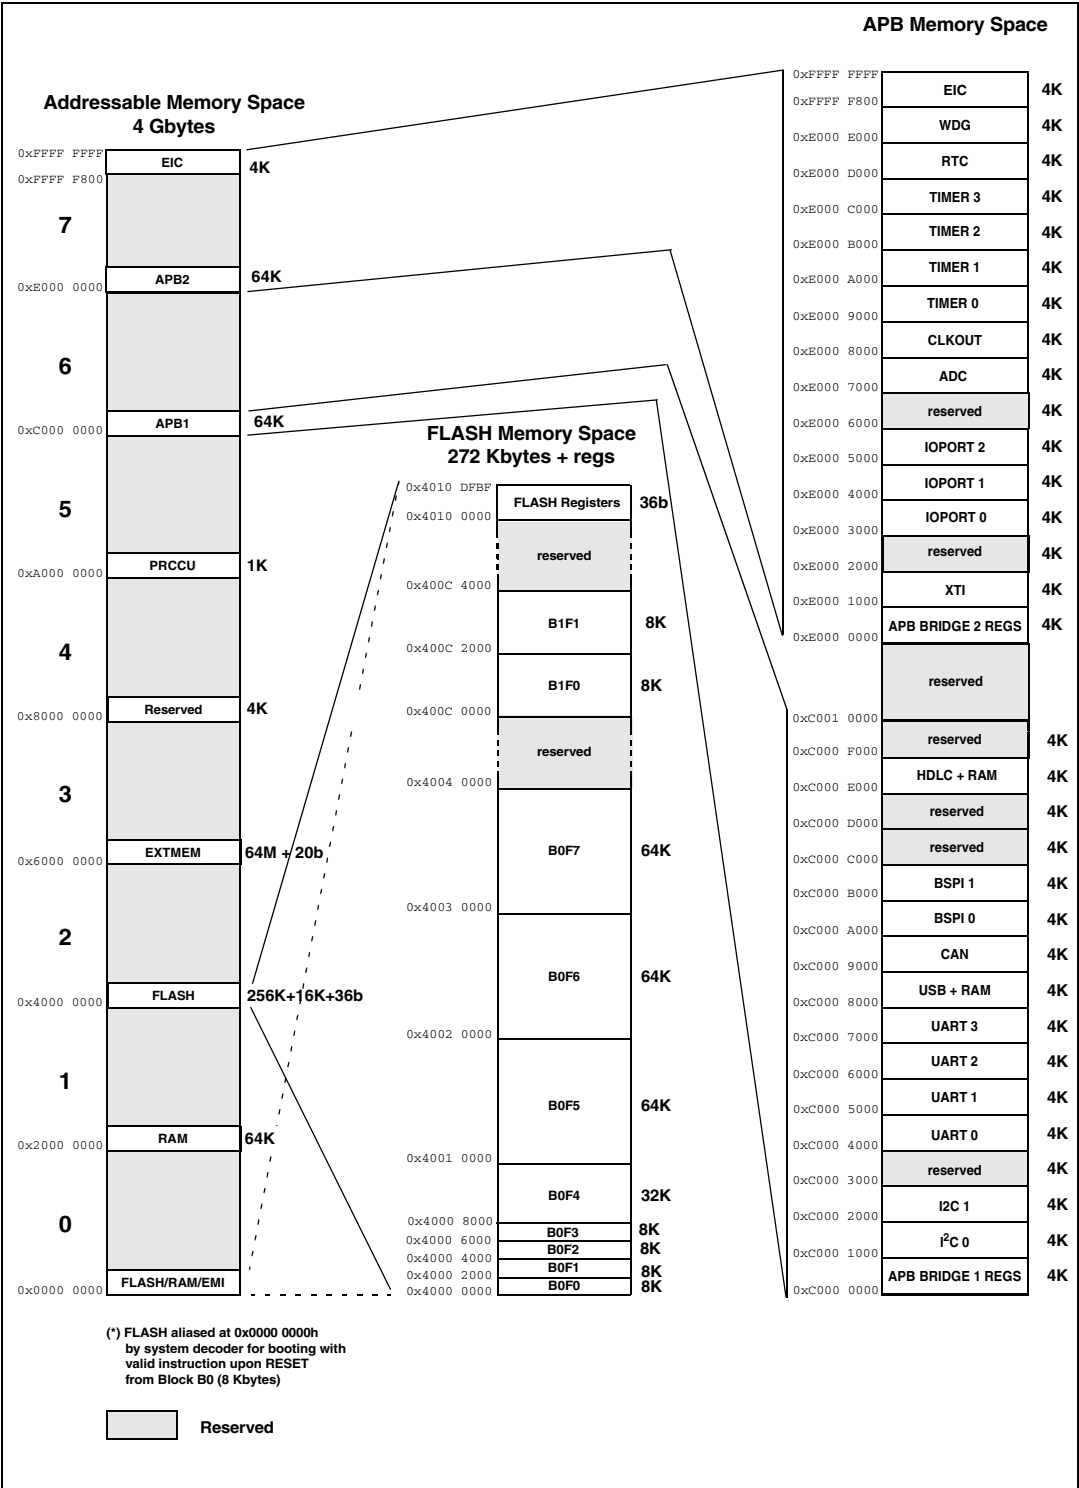 APB Memory Space
Addressable Memory Space
4 Gbytes
0xFFFF FFFF
EIC
4K
0xFFFF F800
7
APB2
64K
0xE000 0000
6
APB1
64K
0xC000 0000
5
PRCCU
1K
0xA000 0000
4
Reserved
4K
0x8000 0000
3
EXTMEM
64M + 20b
0x6000 0000
2
FLASH
256K+16K+36b
0x4000 0000
1
RAM
64K
0x2000 0000
0
FLASH/RAM/EMI
0x0000 0000
FLASH Memory Space
272 Kbytes + regs
0x4010 DFBF
FLASH Registers
36b
0x4010 0000
reserved
0x400C 4000
B1F1
8K
0x400C 2000
B1F0
8K
0x400C 0000
reserved
0x4004 0000
B0F7
64K
0x4003 0000
B0F6
64K
0x4002 0000
B0F5
64K
0x4001 0000
B0F4
32K
0x4000 8000
B0F3
8K
0x4000 6000
B0F2
8K
0x4000 4000
B0F1
8K
0x4000 2000
B0F0
8K
0x4000 0000
0xFFFF FFFF
EIC
4K
0xFFFF F800
WDG
4K
0xE000 E000
RTC
4K
0xE000 D000
TIMER 3
4K
0xE000 C000
TIMER 2
4K
0xE000 B000
TIMER 1
4K
0xE000 A000
TIMER 0
4K
0xE000 9000
CLKOUT
4K
0xE000 8000
ADC
4K
0xE000 7000
reserved
4K
0xE000 6000
IOPORT 2
4K
0xE000 5000
IOPORT 1
4K
0xE000 4000
IOPORT 0
4K
0xE000 3000
reserved
4K
0xE000 2000
XTI
4K
0xE000 1000
APB BRIDGE 2 REGS
4K
0xE000 0000
reserved
0xC001 0000
reserved
4K
0xC000 F000
HDLC + RAM
4K
0xC000 E000
reserved
4K
0xC000 D000
reserved
4K
0xC000 C000
BSPI 1
4K
0xC000 B000
BSPI 0
4K
0xC000 A000
CAN
4K
0xC000 9000
USB + RAM
4K
0xC000 8000
UART 3
4K
0xC000 7000
UART 2
4K
0xC000 6000
UART 1
4K
0xC000 5000
UART 0
4K
0xC000 4000
reserved
4K
0xC000 3000
I2C 1
4K
0xC000 2000
I²C 0
4K
0xC000 1000
APB BRIDGE 1 REGS
4K
0xC000 0000
(*) FLASH aliased at 0x0000 0000h
by system decoder for booting with
valid instruction upon RESET
from Block B0 (8 Kbytes)
Reserved